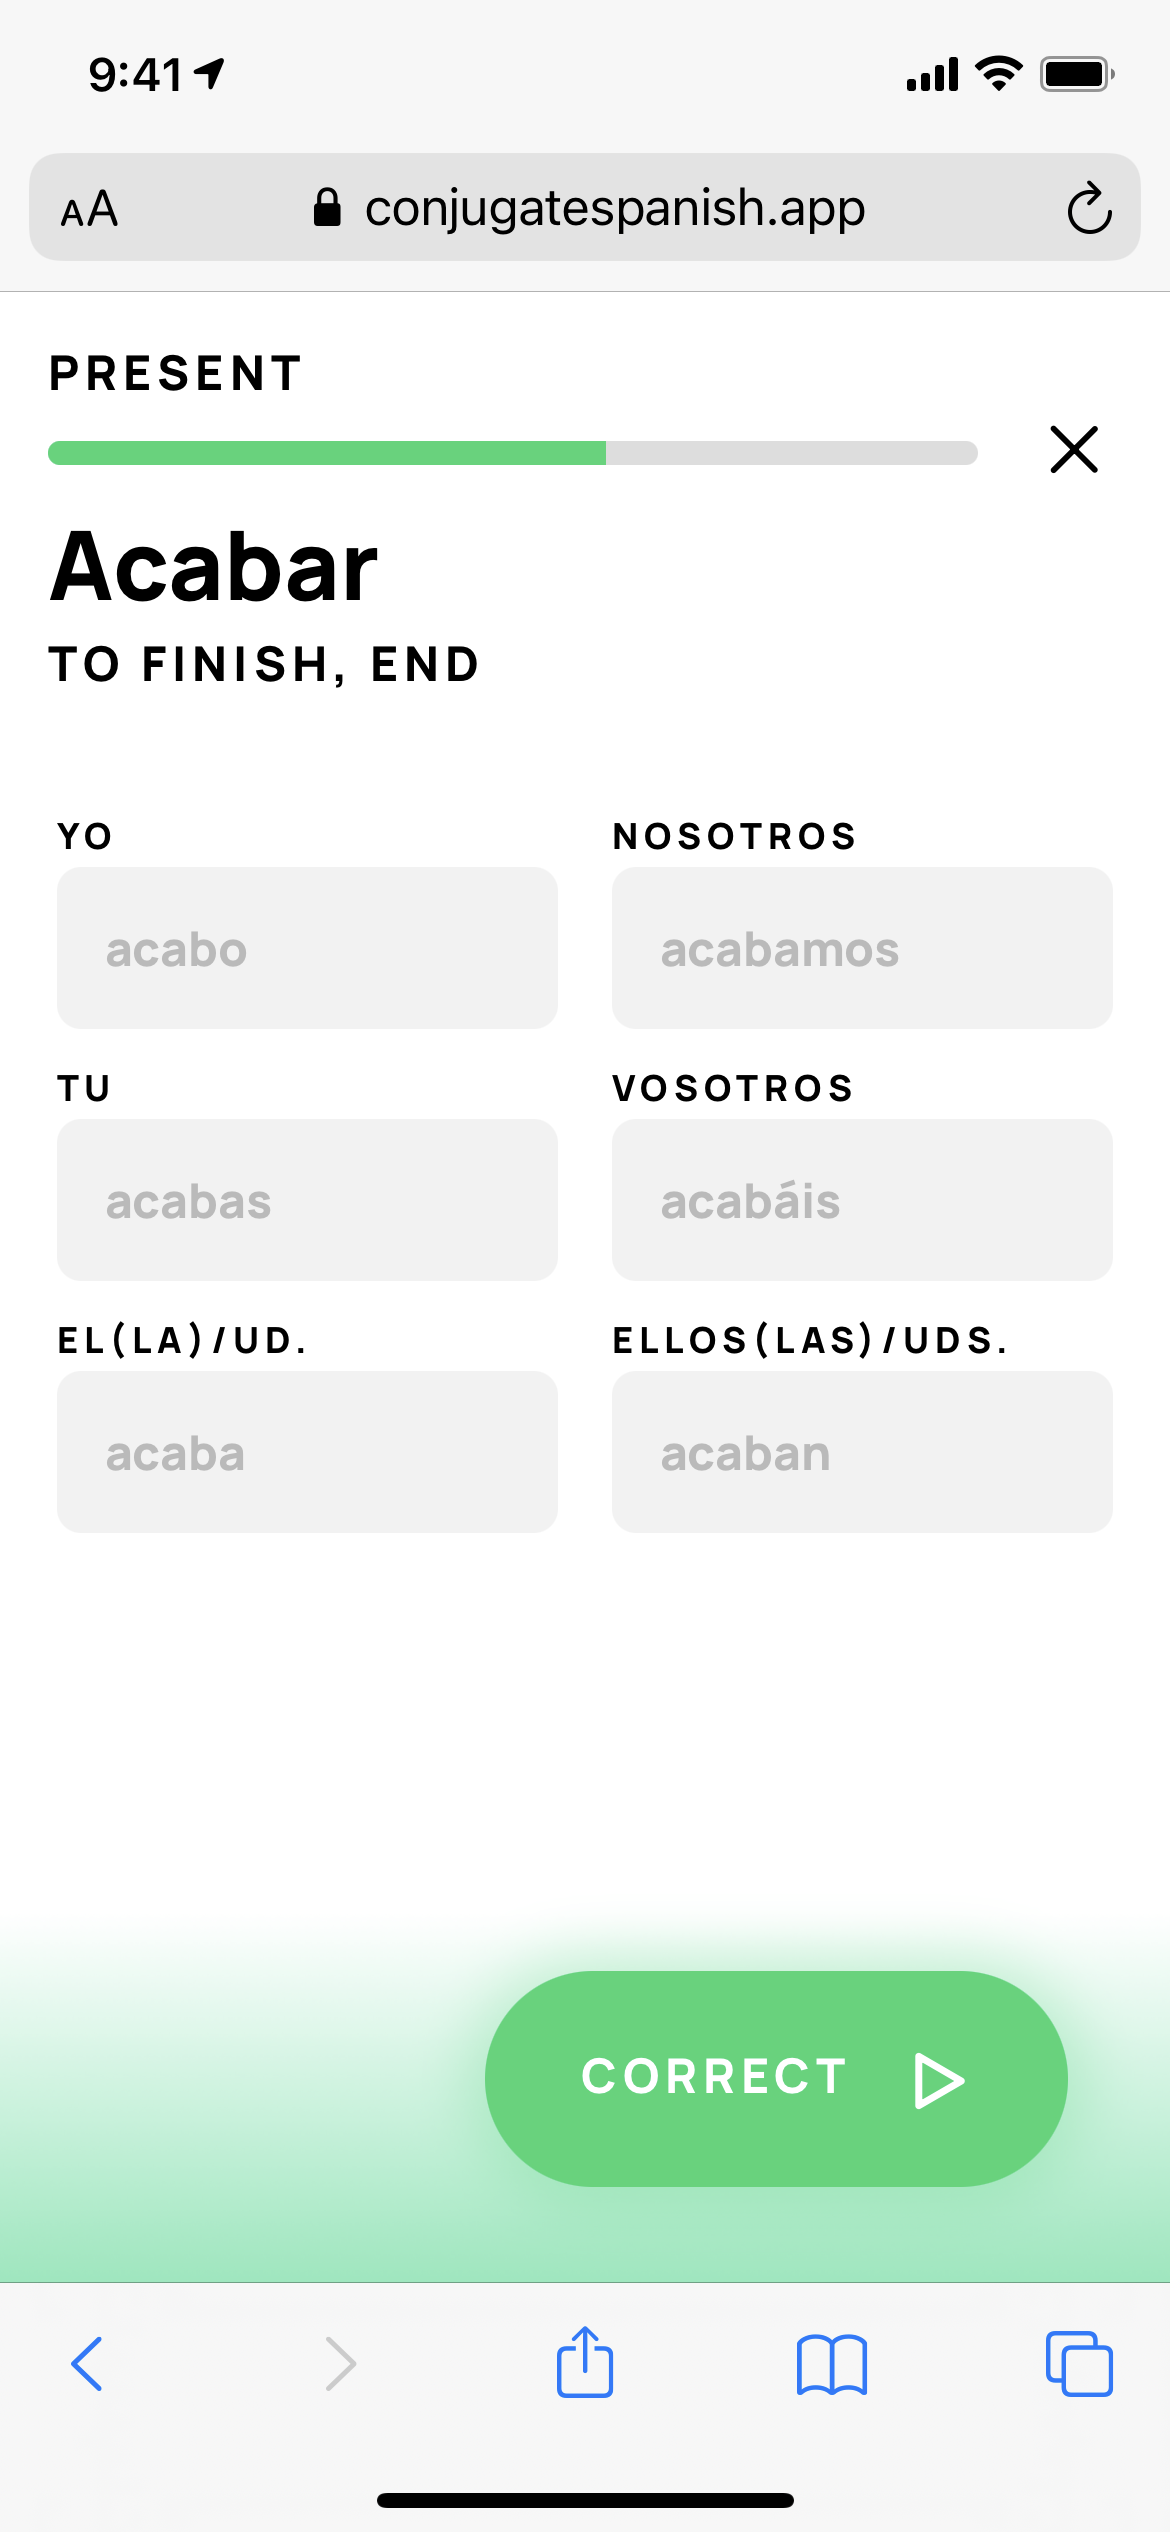 9:41
AA
conjugatespanish.app
PRESENT
Acabar
TO FINISH, END
YO
acabo
NOSOTROS
acabamos
TU
acabas
VOSOTROS
acabáis
EL(LA)/UD.
acaba
ELLOS(LAS)/UDS.
acaban
CORRECT